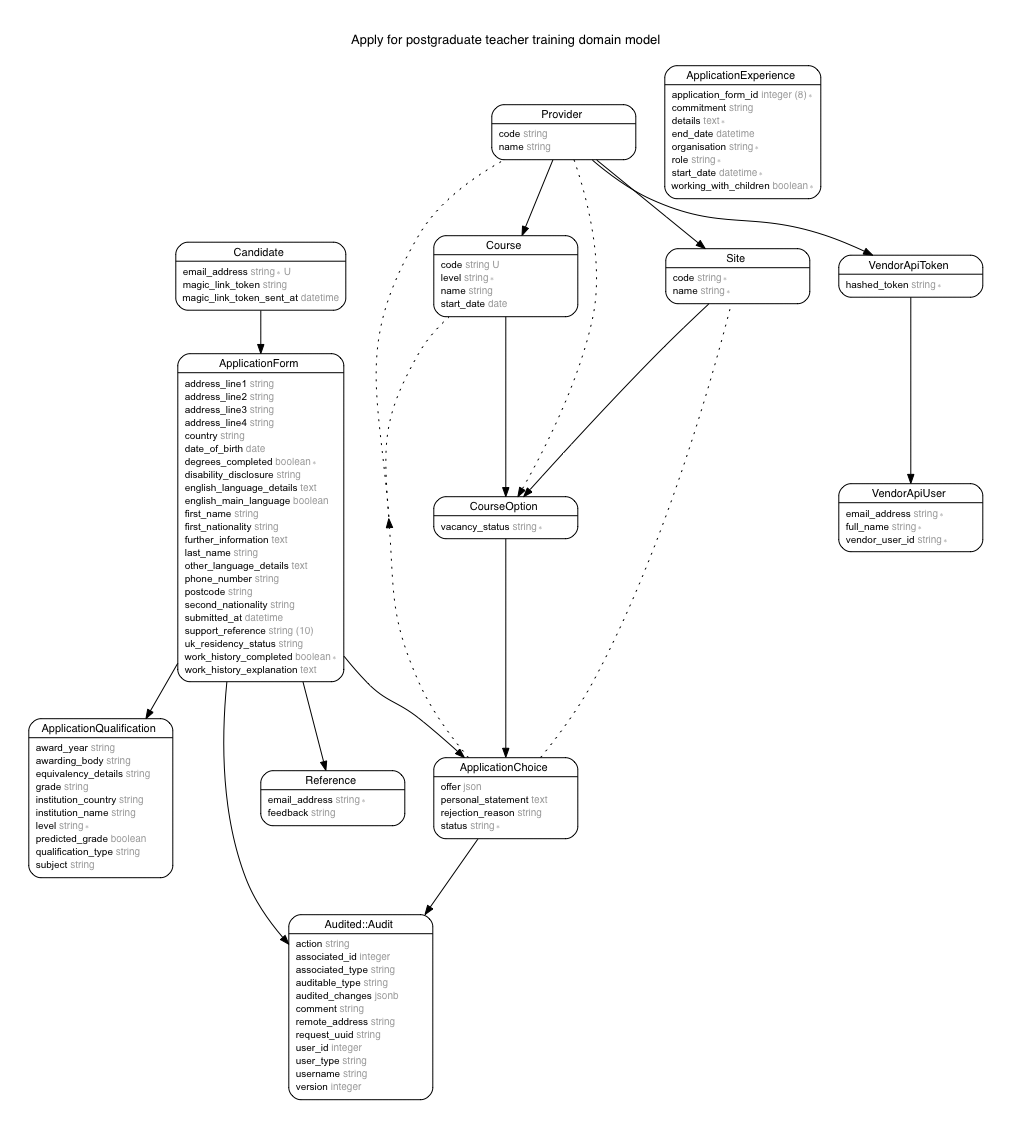 Apply for postgraduate teacher training domain model
ApplicationExperience
application_form_id integer (8) *
commitment string
details text *
end_date datetime
organisation string *
role string *
start_date datetime *
working_with_children boolean *
Provider
code string
name string
Candidate
email_address string * U
magic_link_token string
magic_link_token_sent_at datetime
Course
code string U
level string *
name string
start_date date
Site
code string *
name string *
VendorApiToken
hashed_token string *
ApplicationForm
address_line1 string
address_line2 string
address_line3 string
address_line4 string
country string
date_of_birth date
degrees_completed boolean *
disability_disclosure string
english_language_details text
english_main_language boolean
first_name string
first_nationality string
further_information text
last_name string
other_language_details text
phone_number string
postcode string
second_nationality string
submitted_at datetime
support_reference string (10)
uk_residency_status string
work_history_completed boolean *
work_history_explanation text
CourseOption
vacancy_status string *
VendorApiUser
email_address string *
full_name string *
vendor_user_id string *
ApplicationQualification
award_year string
awarding_body string
equivalency_details string
grade string
institution_country string
institution_name string
level string *
predicted_grade boolean
qualification_type string
subject string
Reference
email_address string *
feedback string
ApplicationChoice
offer json
personal_statement text
rejection_reason string
status string *
Audited::Audit
action string
associated_id integer
associated_type string
auditable_type string
audited_changes jsonb
comment string
remote_address string
request_uuid string
user_id integer
user_type string
username string
version integer